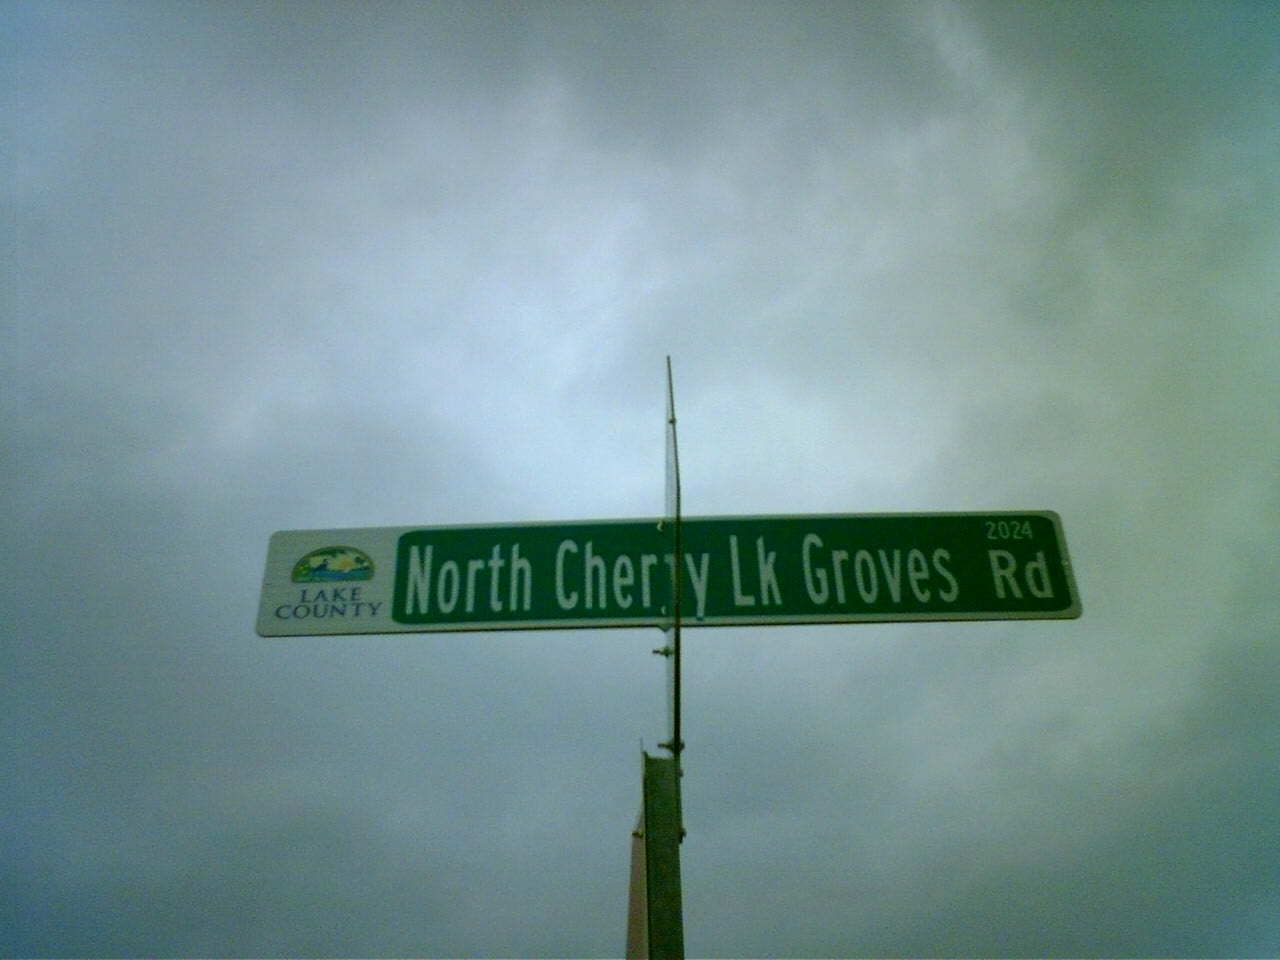 LAKE
COUNTY
North Cherry Lk Groves Rd
2024